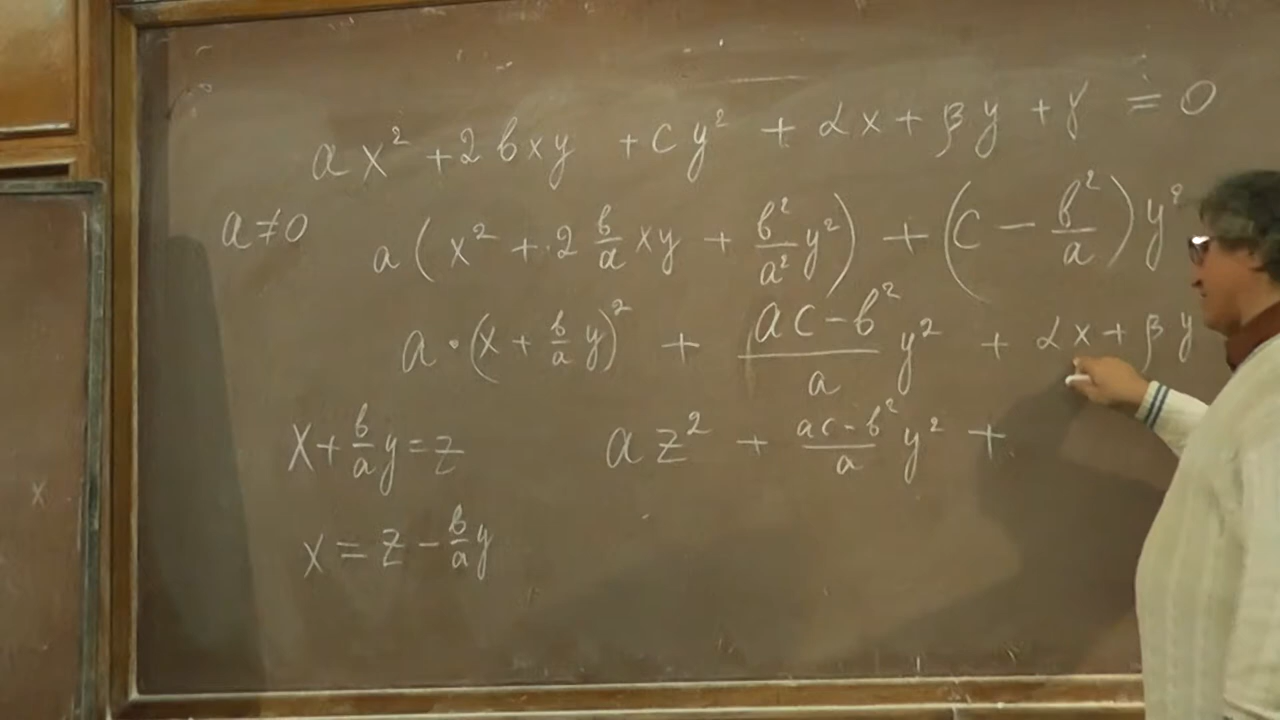 ax² + 2bxy + cy² + αx + βy + γ = 0
a ≠ 0 a(x² + 2 b/a xy + b²/a² y²) + (c − b²/a) y²
a · (x + b/a y)² + (ac − b²)/a y² + αx + βy
x + b/a y = z az² + (ac − b²)/a y² +
x = z − b/a y
x